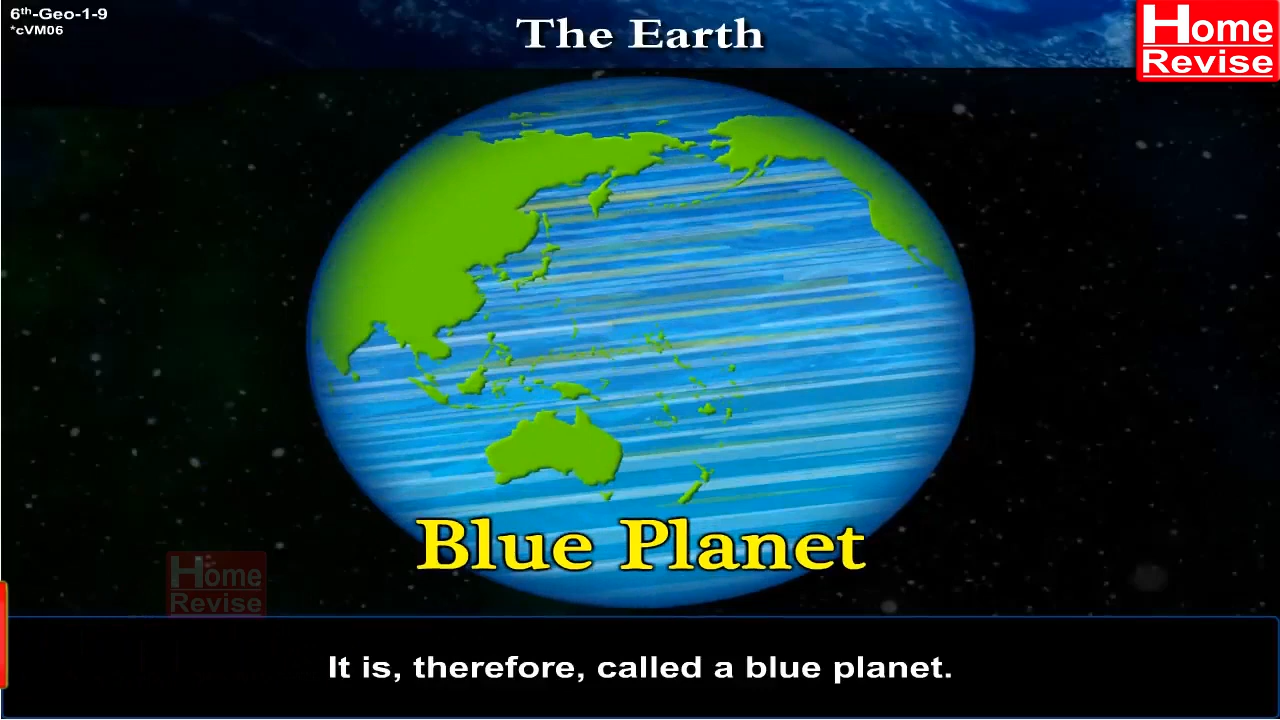 6th-Geo-1-9
*cVM06
The Earth
Home
Revise
Blue Planet
Home
Revise
It is, therefore, called a blue planet.